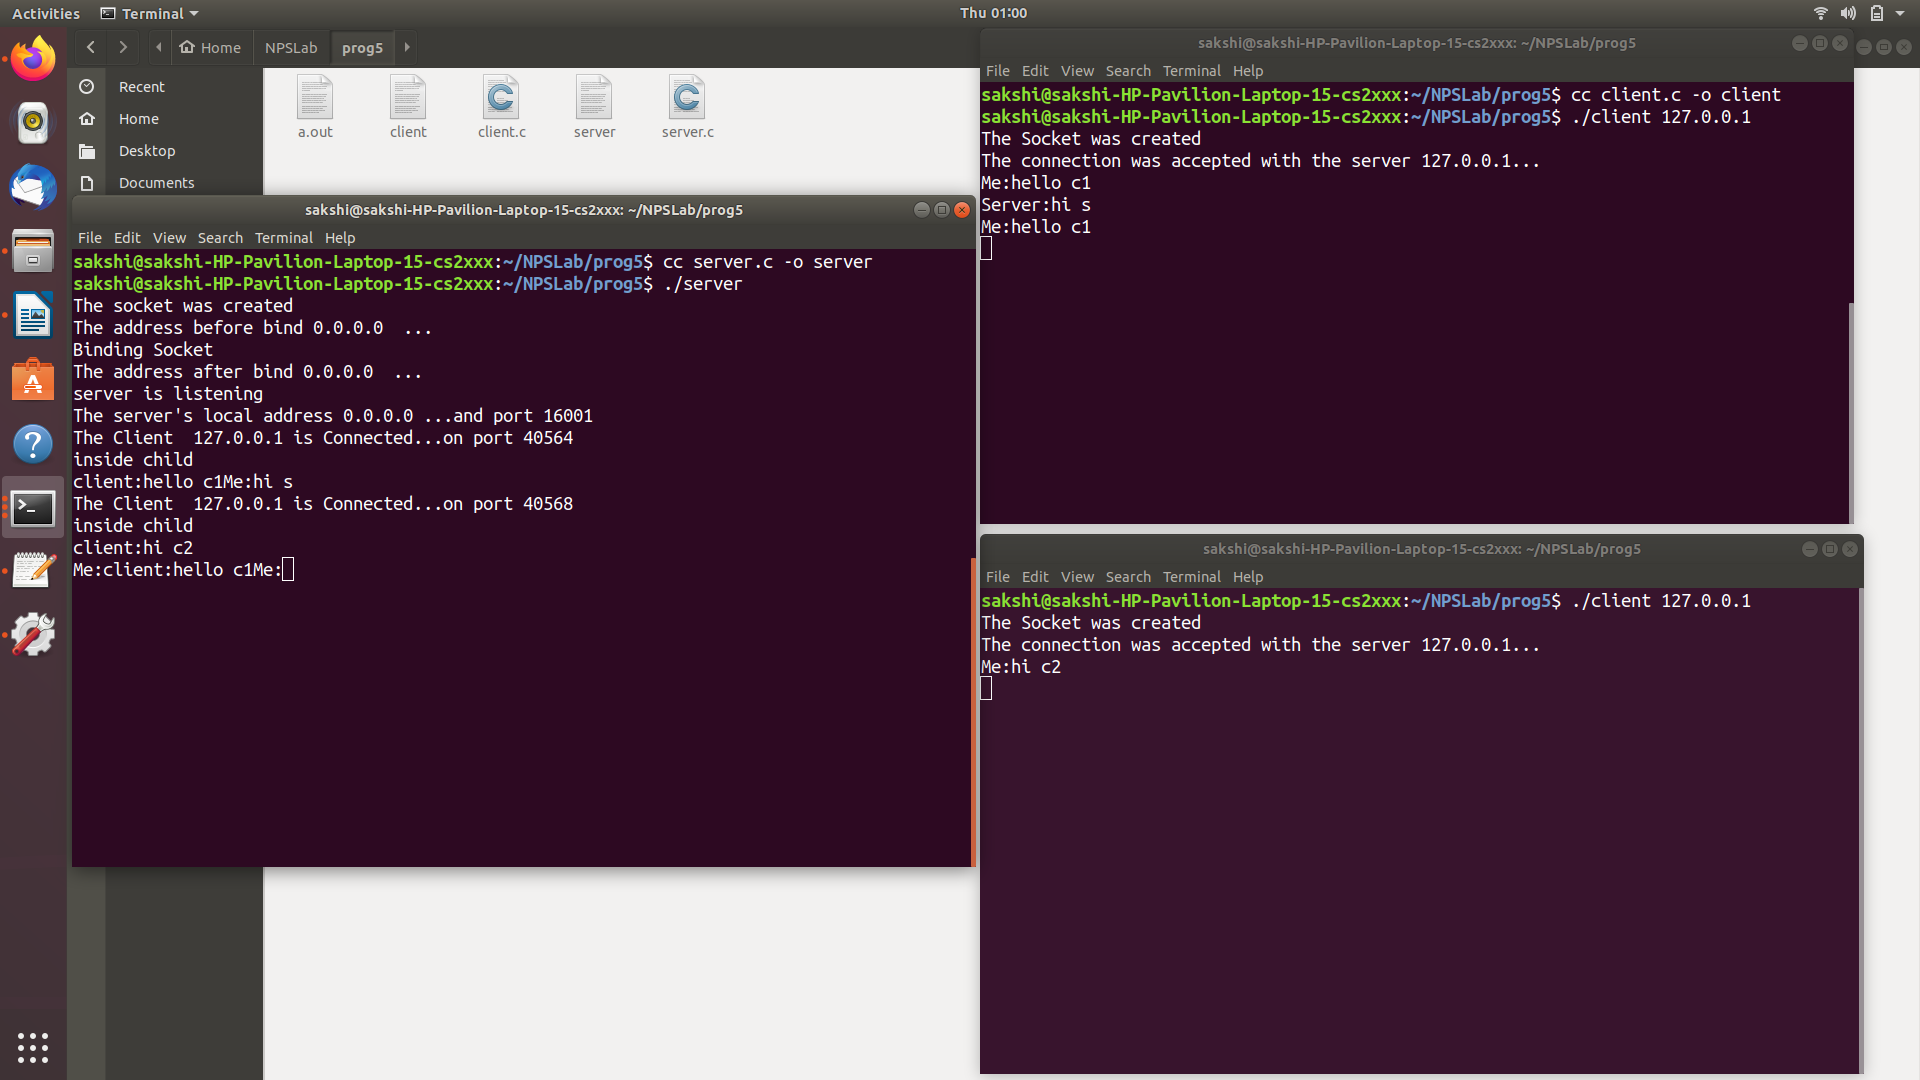 Activities Terminal Thu 01:00
Home NPSLab prog5
Recent
Home
Desktop
Documents
a.out client client.c server server.c
sakshi@sakshi-HP-Pavilion-Laptop-15-cs2xxx: ~/NPSLab/prog5
File Edit View Search Terminal Help
sakshi@sakshi-HP-Pavilion-Laptop-15-cs2xxx:~/NPSLab/prog5$ cc server.c -o server
sakshi@sakshi-HP-Pavilion-Laptop-15-cs2xxx:~/NPSLab/prog5$ ./server
The socket was created
The address before bind 0.0.0.0  ...
Binding Socket
The address after bind 0.0.0.0  ...
server is listening
The server's local address 0.0.0.0 ...and port 16001
The Client  127.0.0.1 is Connected...on port 40564
inside child
client:hello c1Me:hi s
The Client  127.0.0.1 is Connected...on port 40568
inside child
client:hi c2
Me:client:hello c1Me:
sakshi@sakshi-HP-Pavilion-Laptop-15-cs2xxx: ~/NPSLab/prog5
File Edit View Search Terminal Help
sakshi@sakshi-HP-Pavilion-Laptop-15-cs2xxx:~/NPSLab/prog5$ cc client.c -o client
sakshi@sakshi-HP-Pavilion-Laptop-15-cs2xxx:~/NPSLab/prog5$ ./client 127.0.0.1
The Socket was created
The connection was accepted with the server 127.0.0.1...
Me:hello c1
Server:hi s
Me:hello c1
sakshi@sakshi-HP-Pavilion-Laptop-15-cs2xxx: ~/NPSLab/prog5
File Edit View Search Terminal Help
sakshi@sakshi-HP-Pavilion-Laptop-15-cs2xxx:~/NPSLab/prog5$ ./client 127.0.0.1
The Socket was created
The connection was accepted with the server 127.0.0.1...
Me:hi c2